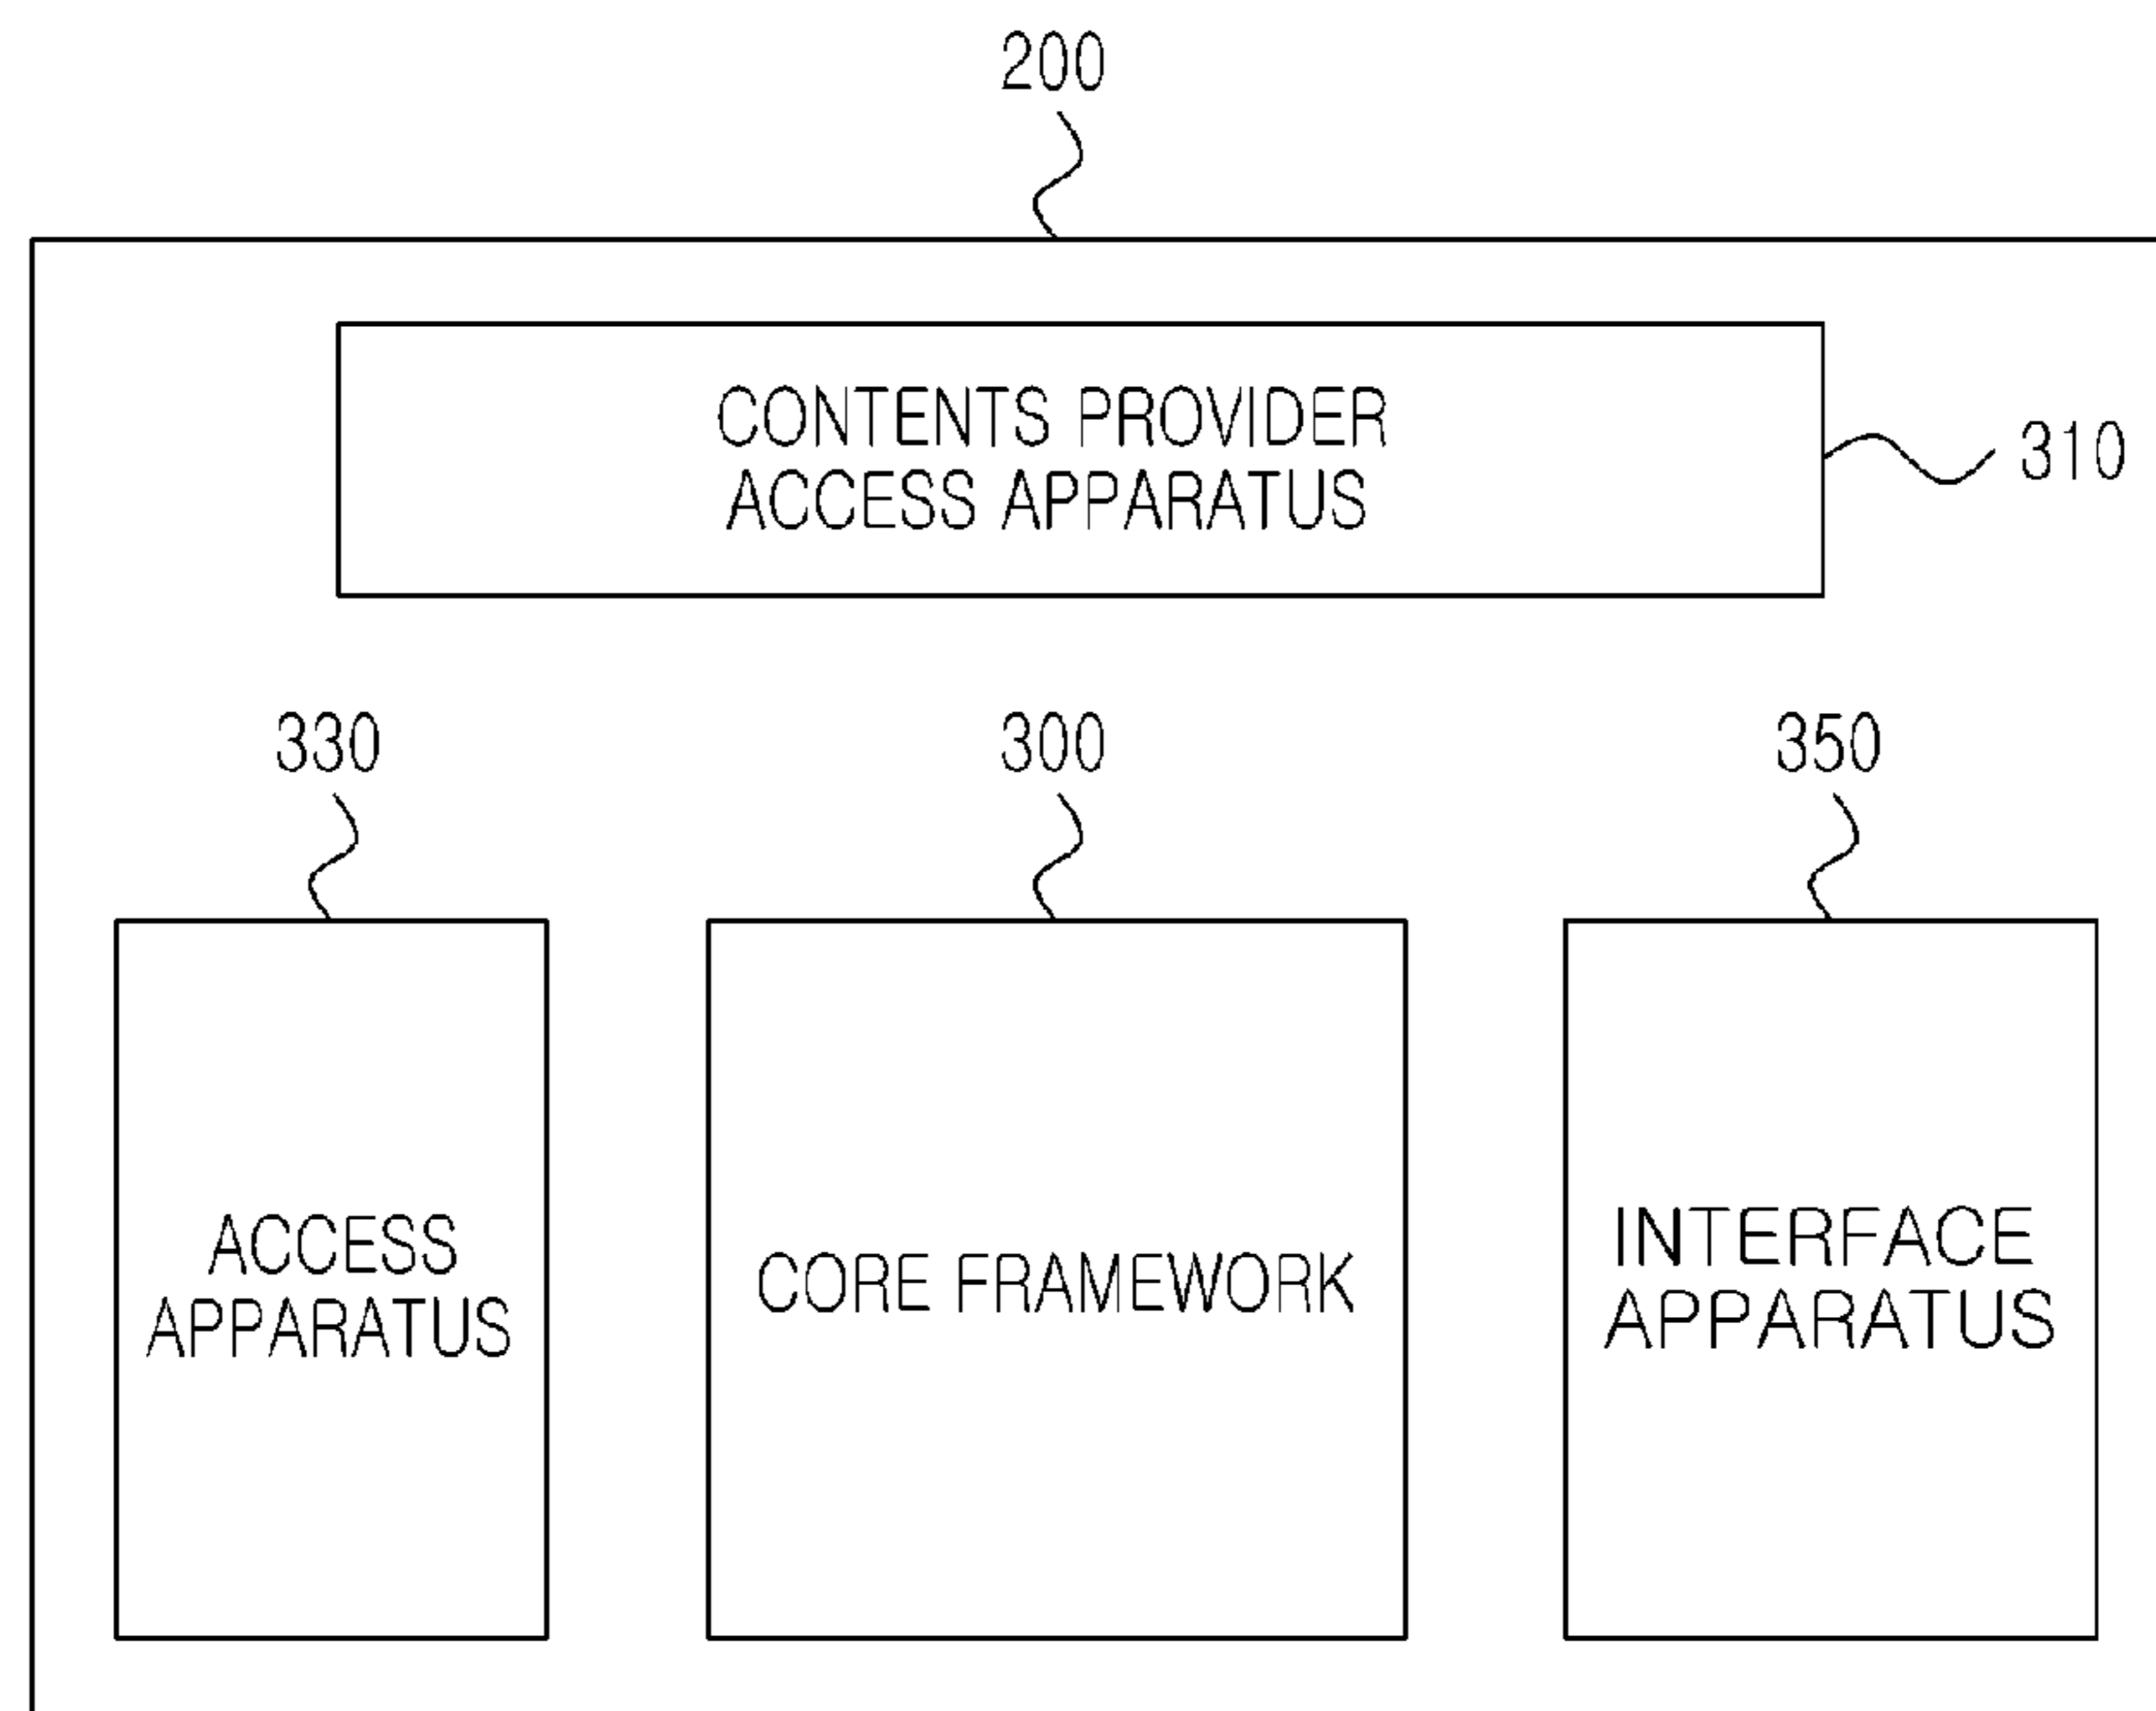 200
CONTENTS PROVIDER
ACCESS APPARATUS
310
330
300
350
ACCESS
APPARATUS
CORE FRAMEWORK
INTERFACE
APPARATUS